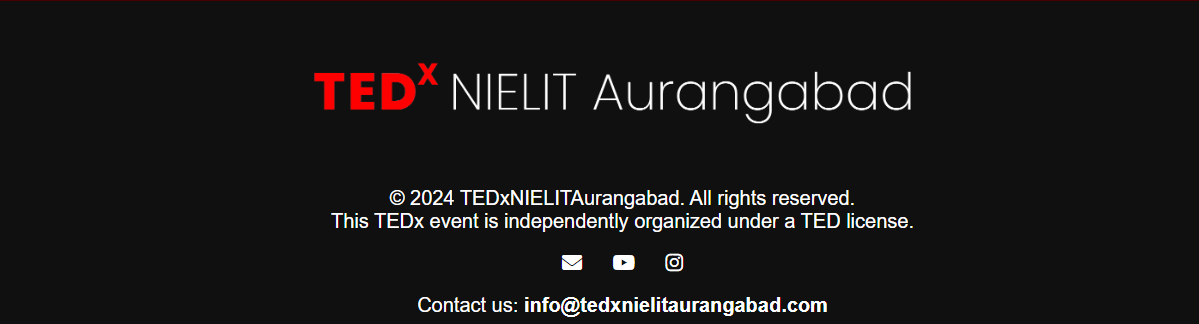 TEDx NIELIT Aurangabad
© 2024 TEDxNIELITAurangabad. All rights reserved.
This TEDx event is independently organized under a TED license.
Contact us: info@tedxnielitaurangabad.com